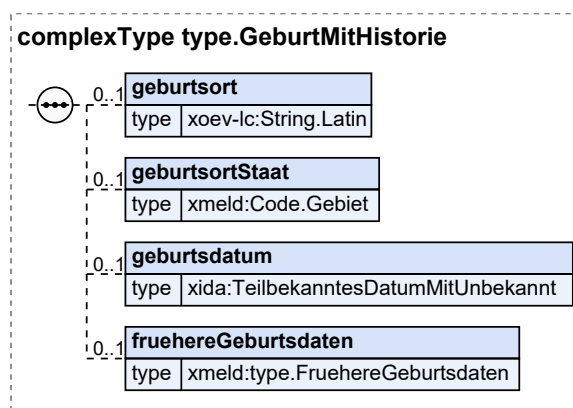 complexType type.GeburtMitHistorie
0..1 geburtsort
type xoev-lc:String.Latin
0..1 geburtsortStaat
type xmeld:Code.Gebiet
0..1 geburtsdatum
type xida:TeilbekanntesDatumMitUnbekannt
0..1 fruehereGeburtsdaten
type xmeld:type.FruehereGeburtsdaten